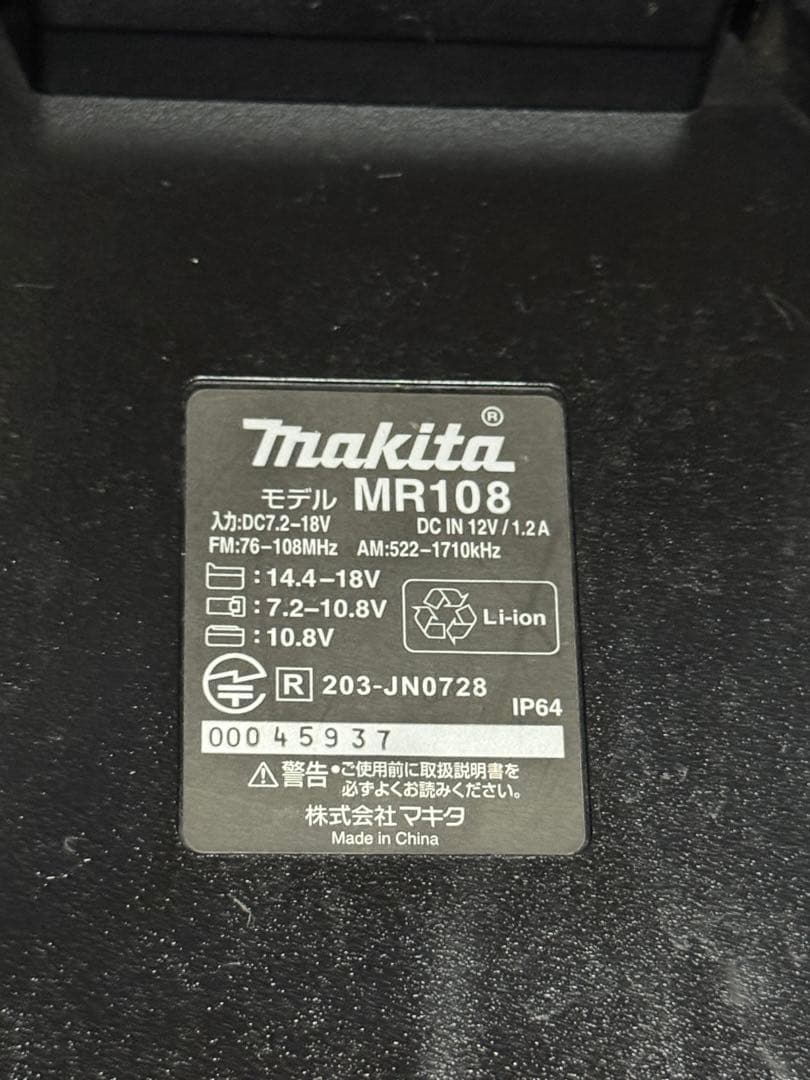 makita®
モデル MR108
入力:DC7.2-18V DC IN 12V/1.2A
FM:76-108MHz AM:522-1710kHz
:14.4-18V
:7.2-10.8V
:10.8V
Li-ion
R 203-JN0728
IP64
00045937
警告•ご使用前に取扱説明書を
必ずよくお読みください。
株式会社マキタ
Made in China